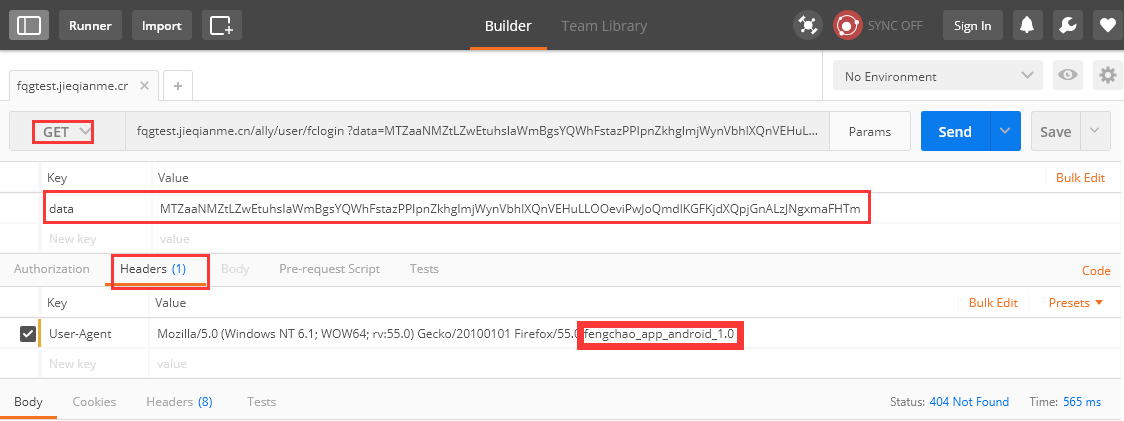 Runner Import Builder Team Library SYNC OFF Sign In
fqgtest.jieqianme.cr × + No Environment
GET fqgtest.jieqianme.cn/ally/user/fclogin ?data=MTZaaNMZtLZwEtuhsIaWmBgsYQWhFstazPPIpnZkhgImjWynVbhIXQnVEHuL... Params Send Save
Key Value Bulk Edit
data MTZaaNMZtLZwEtuhsIaWmBgsYQWhFstazPPIpnZkhgImjWynVbhIXQnVEHuLLOOeviPwJoQmdIKGFKjdXQpjGnALzJNgxmaFHTm
New key value
Authorization Headers (1) Body Pre-request Script Tests Code
Key Value Bulk Edit Presets
User-Agent Mozilla/5.0 (Windows NT 6.1; WOW64; rv:55.0) Gecko/20100101 Firefox/55.0 fengchao_app_android_1.0
New key value
Body Cookies Headers (8) Tests Status: 404 Not Found Time: 565 ms